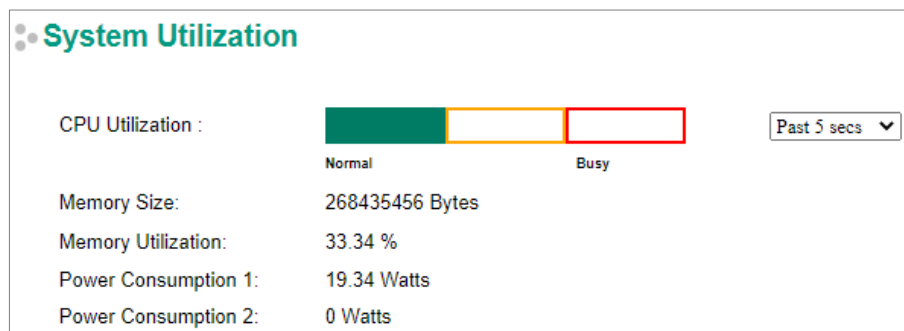 System Utilization
CPU Utilization :
Past 5 secs
Normal Busy
Memory Size: 268435456 Bytes
Memory Utilization: 33.34 %
Power Consumption 1: 19.34 Watts
Power Consumption 2: 0 Watts